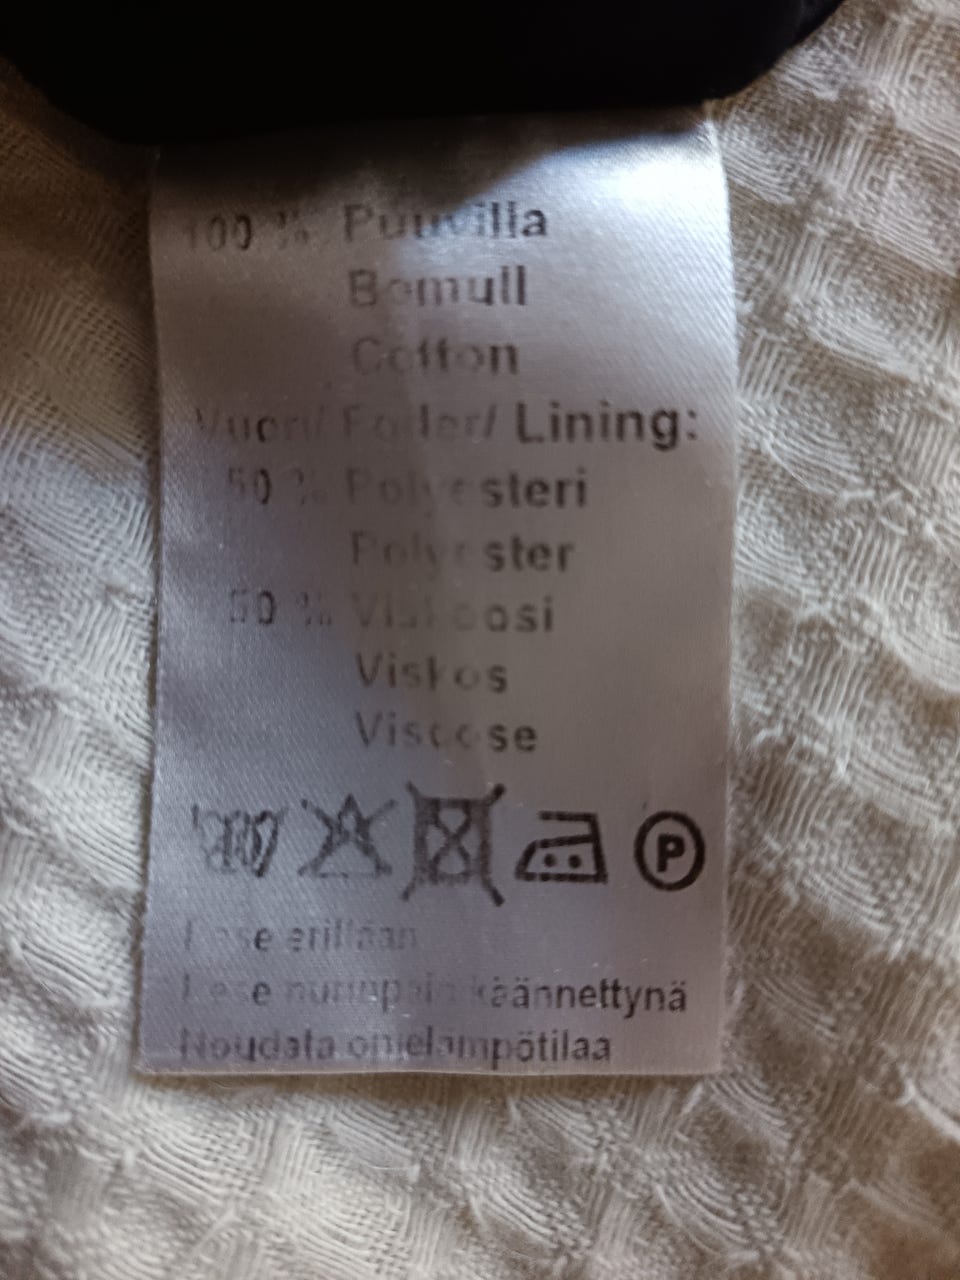 100 % Puuvilla
Bomull
Cotton
Vuori/ Foder/ Lining:
50 % Polyesteri
Polyester
50 % Viskoosi
Viskos
Viscose
P
Pese erillään
Pese nurinpäin käännettynä
Noudata ohjelämpötilaa